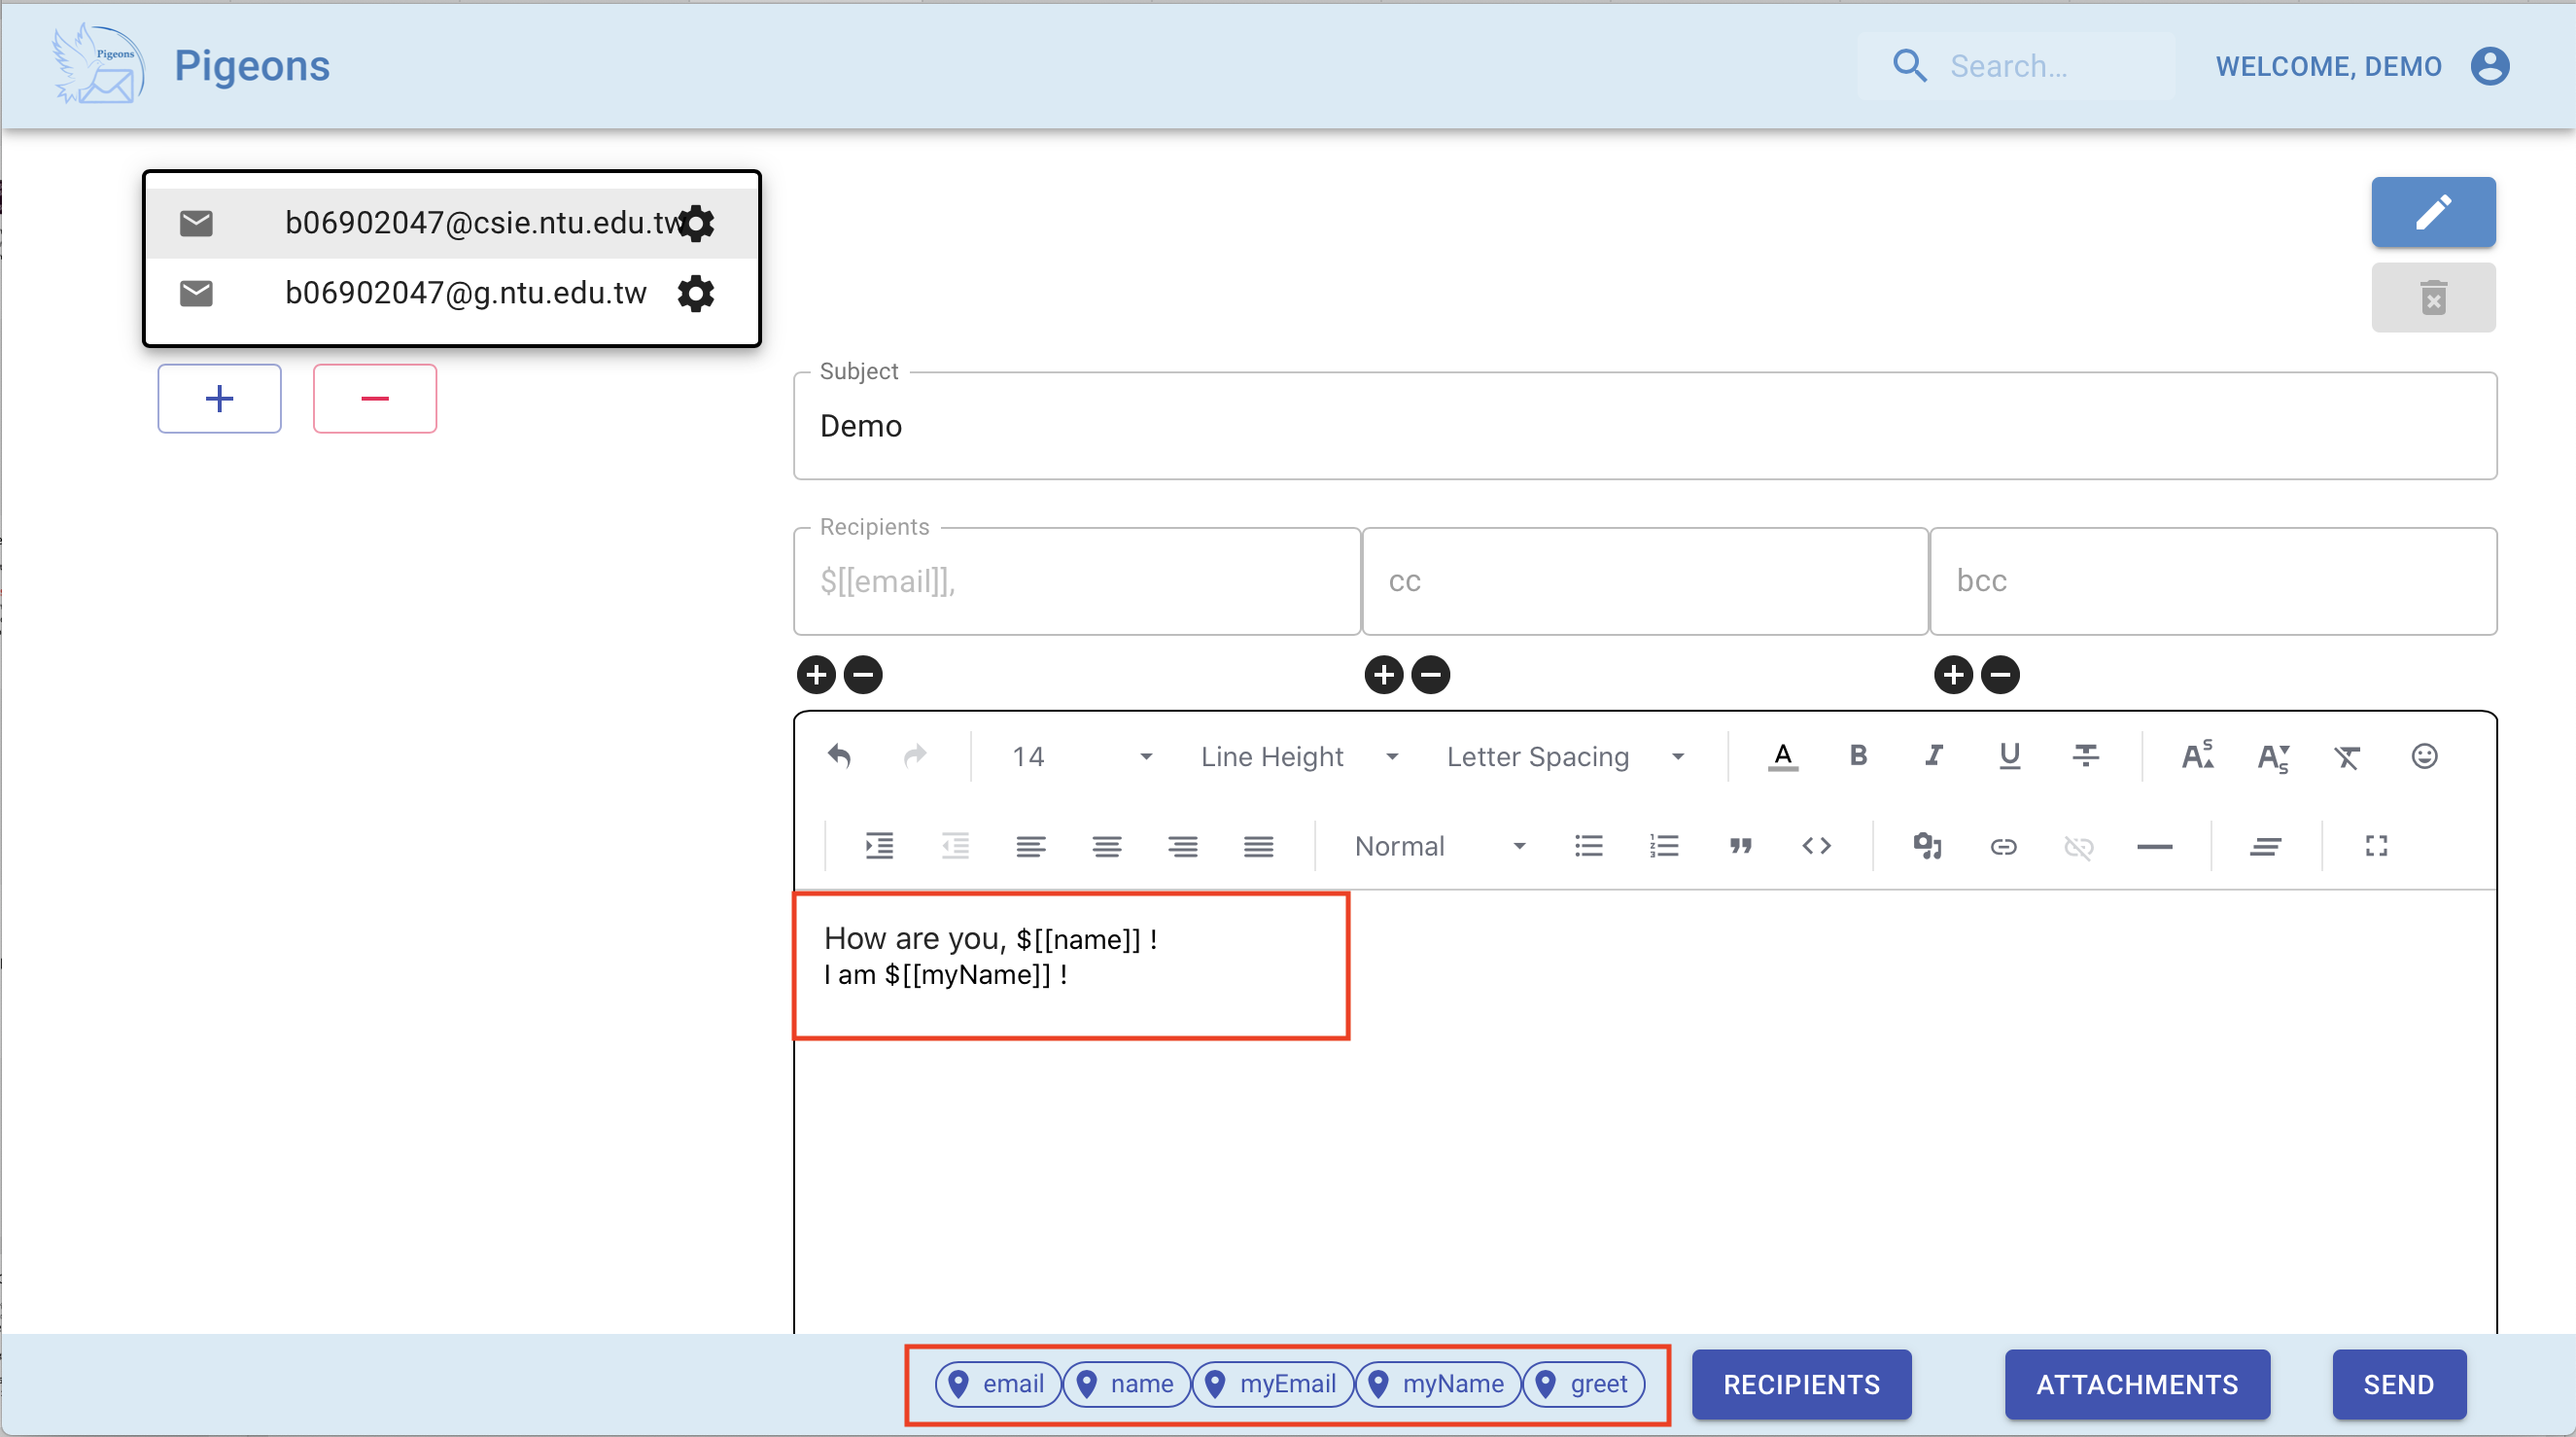 Pigeons
Pigeons
Search...
WELCOME, DEMO
b06902047@csie.ntu.edu.tw
b06902047@g.ntu.edu.tw
Subject
Demo
Recipients
$[[email]],
cc
bcc
14
Line Height
Letter Spacing
Normal
How are you, $[[name]] !
I am $[[myName]] !
email
name
myEmail
myName
greet
RECIPIENTS
ATTACHMENTS
SEND